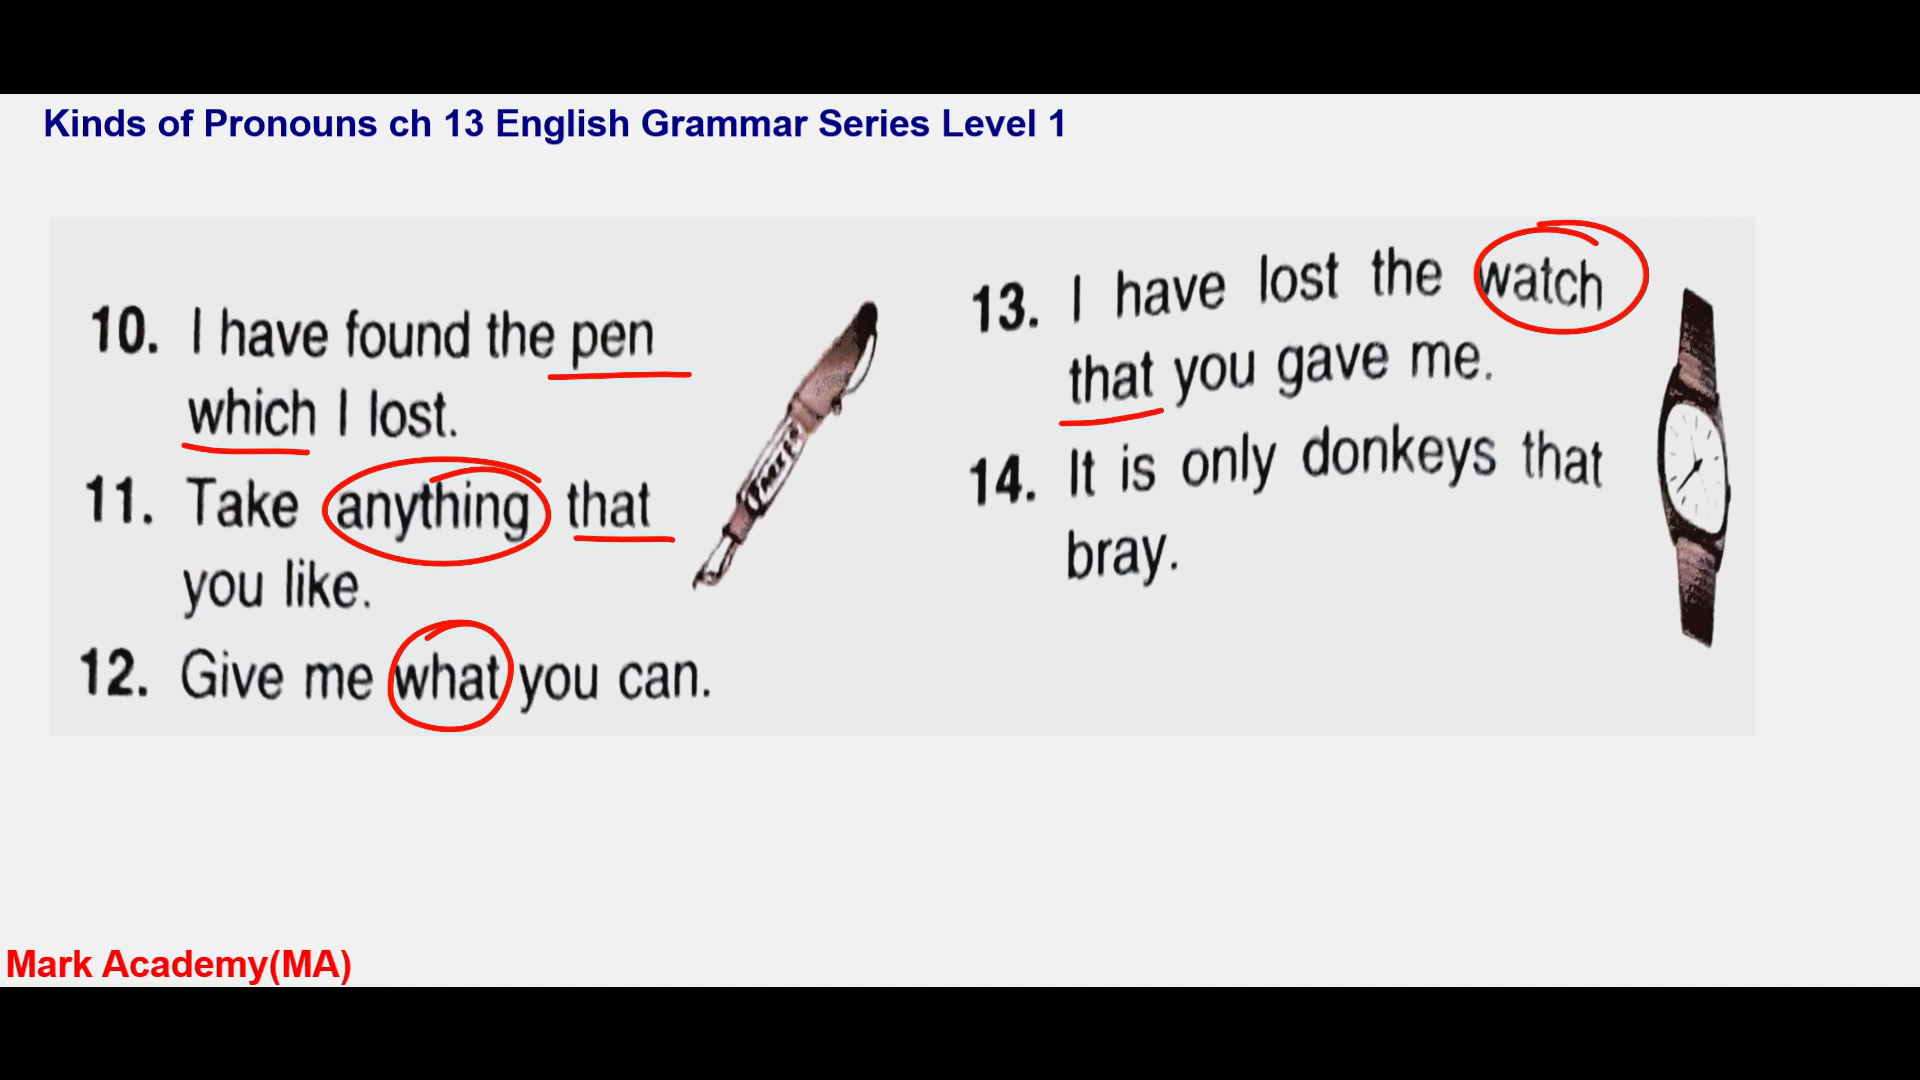 Kinds of Pronouns ch 13 English Grammar Series Level 1
10. I have found the pen
which I lost.
11. Take anything that
you like.
12. Give me what you can.
13. I have lost the watch
that you gave me.
14. It is only donkeys that
bray.
Mark Academy(MA)